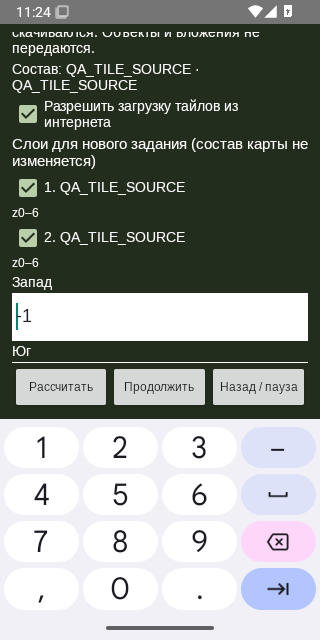 11:24
скачиваются. Объекты и вложения не
передаются.
Состав: QA_TILE_SOURCE ·
QA_TILE_SOURCE
Разрешить загрузку тайлов из
интернета
Слои для нового задания (состав карты не
изменяется)
1. QA_TILE_SOURCE
z0–6
2. QA_TILE_SOURCE
z0–6
Запад
-1
Юг
Рассчитать Продолжить Назад / пауза
1 2 3 –
4 5 6
7 8 9
, 0 .